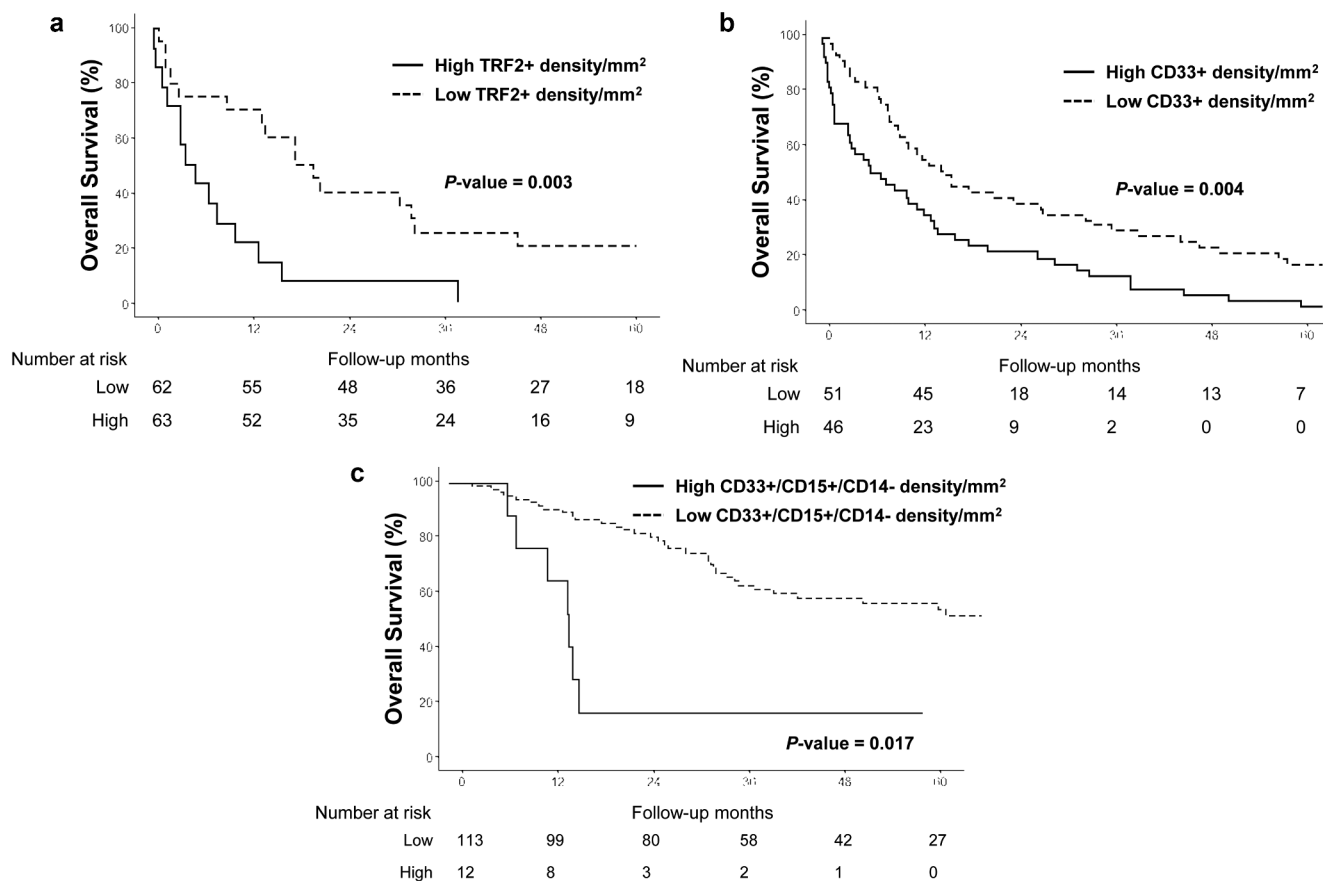 a
Overall Survival (%)
100
80
60
40
20
0
High TRF2+ density/mm²
Low TRF2+ density/mm²
P-value = 0.003
0 12 24 36 48 60
Number at risk Follow-up months
Low 62 55 48 36 27 18
High 63 52 35 24 16 9
b
Overall Survival (%)
100
80
60
40
20
0
High CD33+ density/mm²
Low CD33+ density/mm²
P-value = 0.004
0 12 24 36 48 60
Number at risk Follow-up months
Low 51 45 18 14 13 7
High 46 23 9 2 0 0
c
Overall Survival (%)
100
80
60
40
20
0
High CD33+/CD15+/CD14- density/mm²
Low CD33+/CD15+/CD14- density/mm²
P-value = 0.017
0 12 24 36 48 60
Number at risk Follow-up months
Low 113 99 80 58 42 27
High 12 8 3 2 1 0